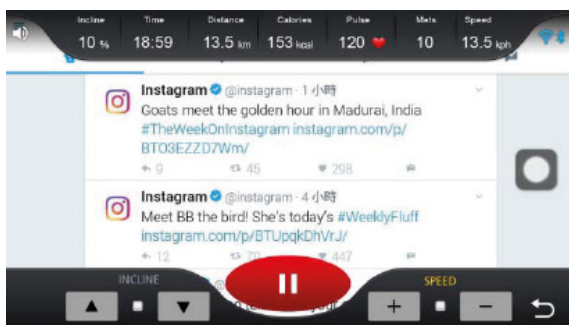 Incline Time Distance Calories Pulse Mets Speed
10 % 18:59 13.5 km 153 kcal 120 10 13.5 kph
Instagram @instagram · 1 小時
Goats meet the golden hour in Madurai, India
#TheWeekOnInstagram instagram.com/p/
BTO3EZZD7Wm/
9 45 298
Instagram @instagram · 4 小時
Meet BB the bird! She's today's #WeeklyFluff
instagram.com/p/BTUpqkDhVrJ/
12 70 447
INCLINE SPEED